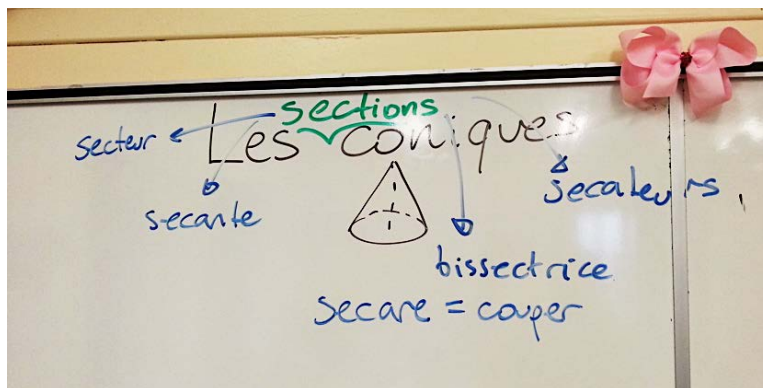 sections
Les coniques
secteur
secante
secateurs,
bissectrice
secare = couper